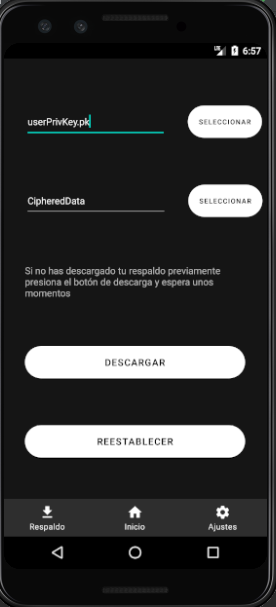 6:57
userPrivKey.pk
SELECCIONAR
CipheredData
SELECCIONAR
Si no has descargado tu respaldo previamente
presiona el botón de descarga y espera unos
momentos
DESCARGAR
REESTABLECER
Respaldo Inicio Ajustes